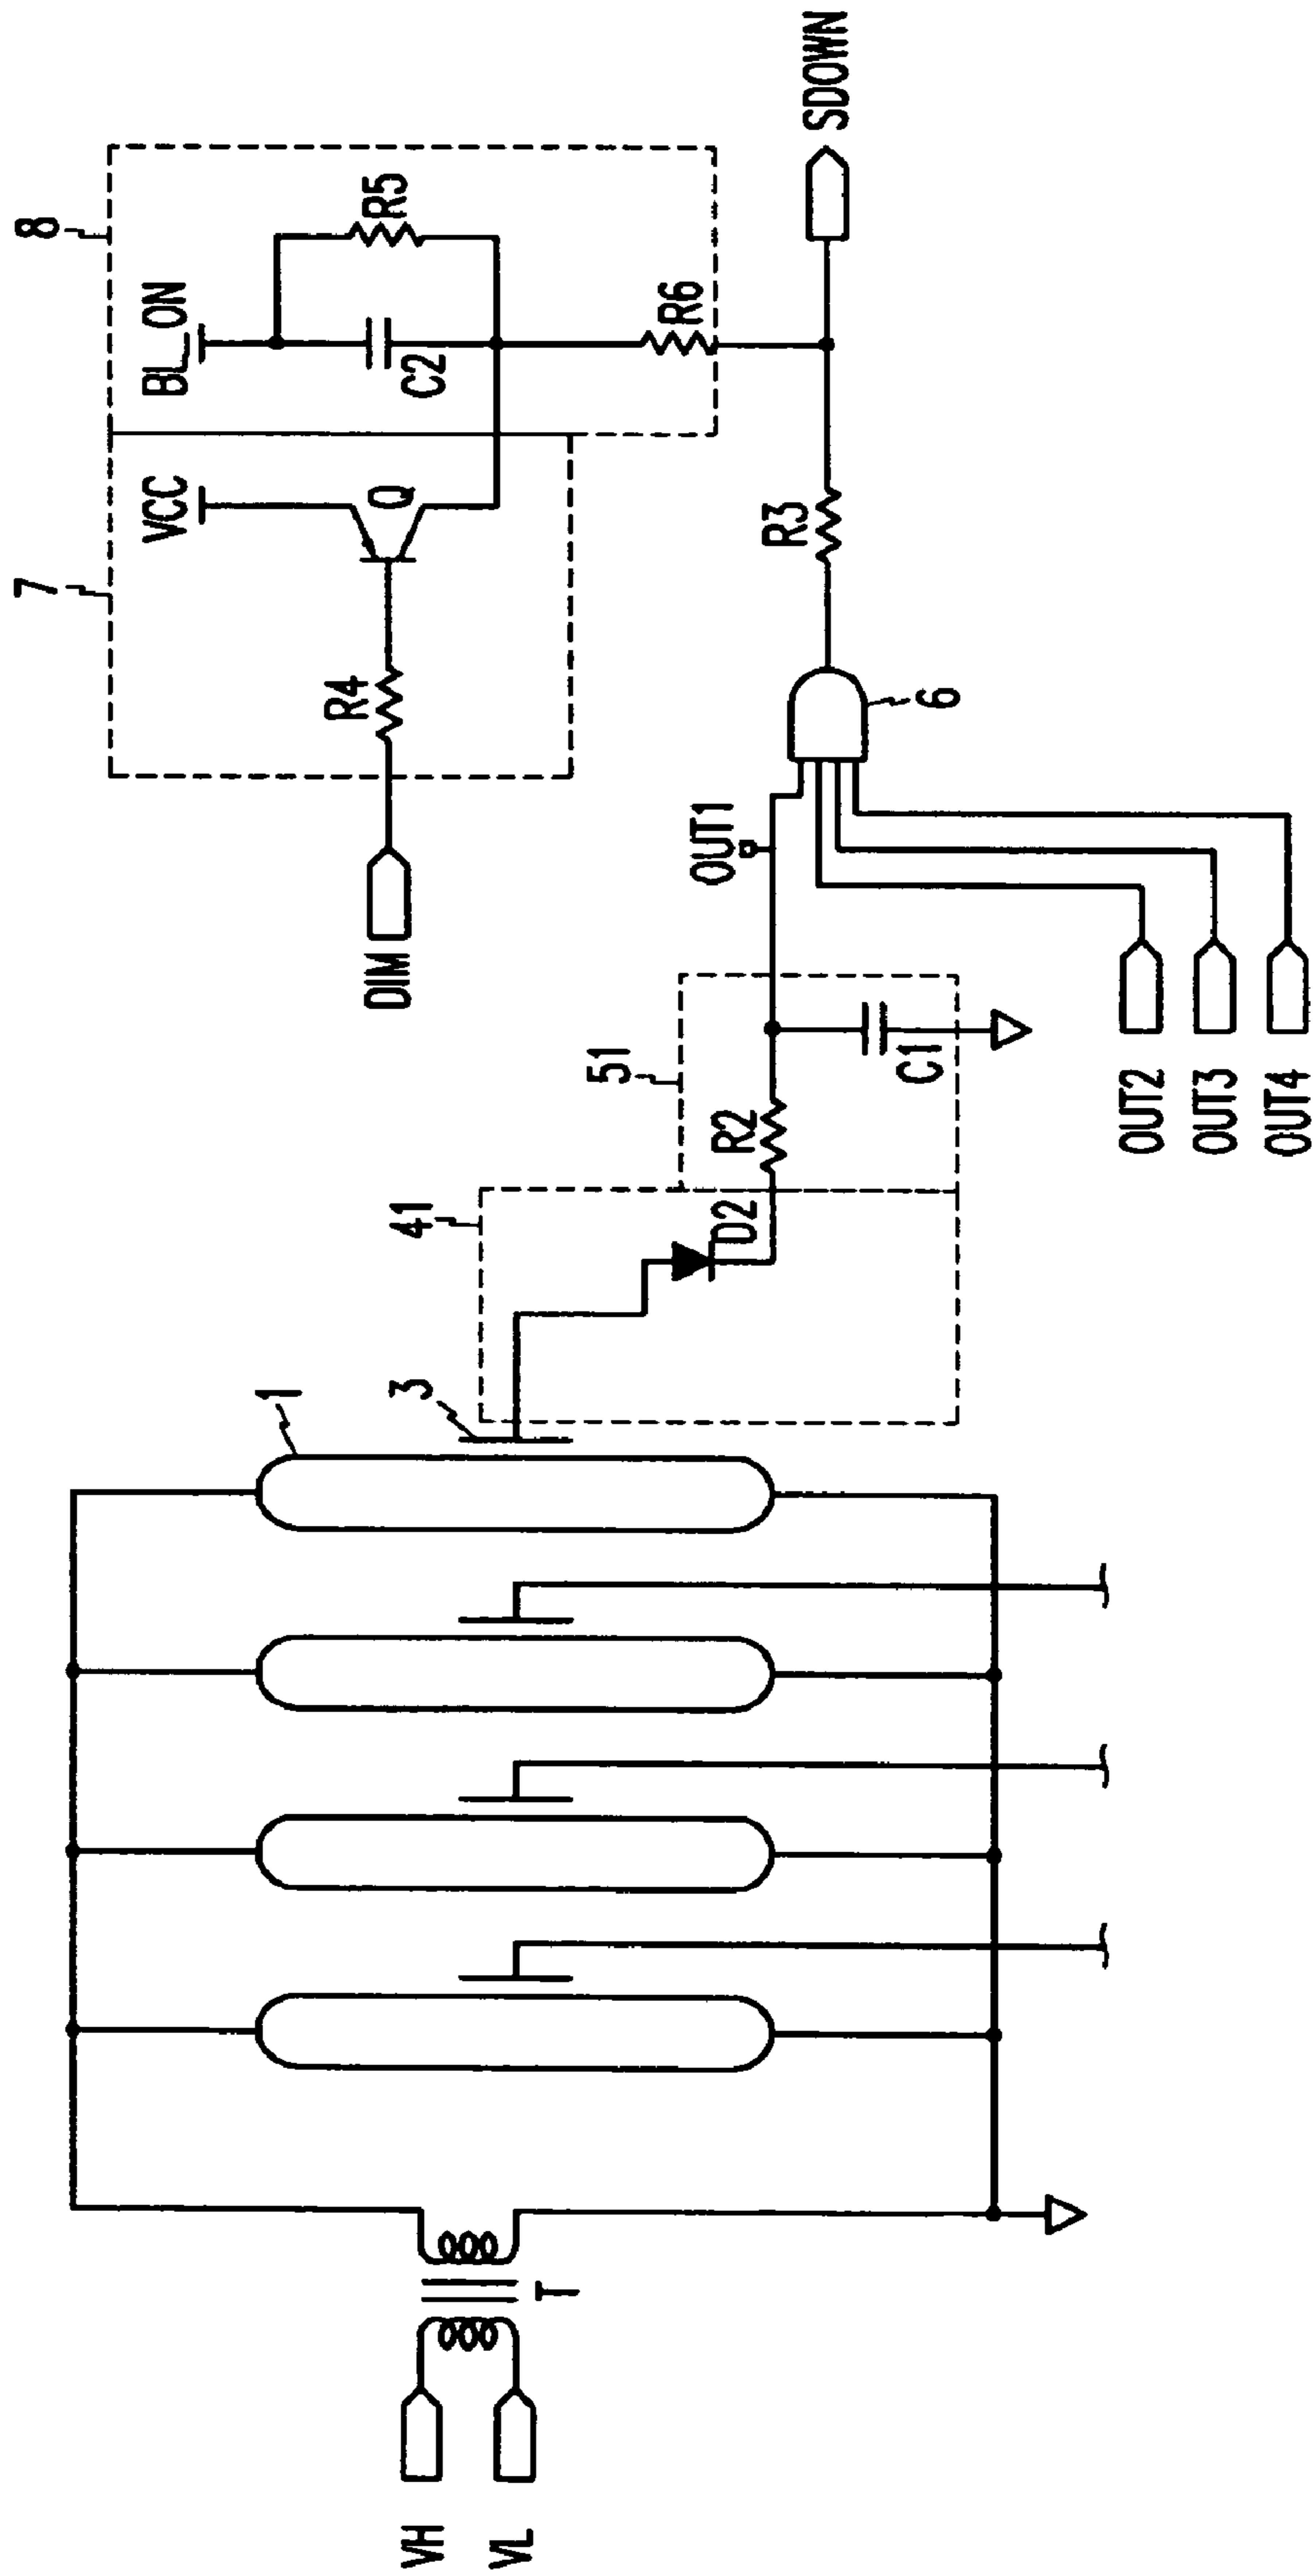 8
BL_ON
R5
C2
R6
SDOWN
7
VCC
Q
R4
DIM
R3
6
OUT1
51
R2
C1
OUT2
OUT3
OUT4
41
D2
1
3
T
VH
VL